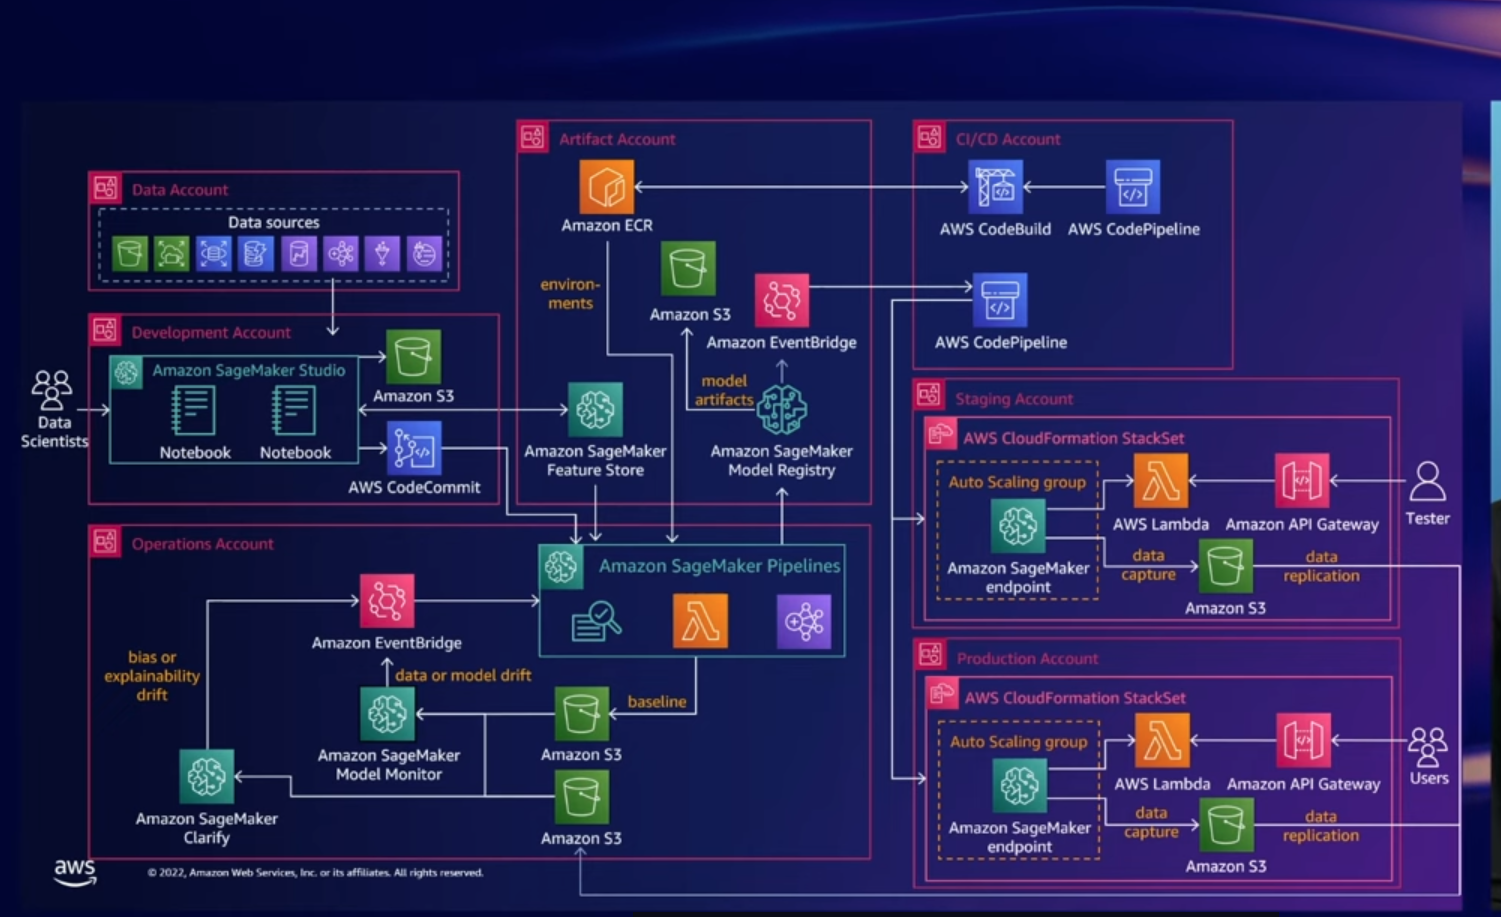 Data Account
Data sources
Development Account
Amazon SageMaker Studio
Notebook
Notebook
Data
Scientists
Amazon S3
AWS CodeCommit
Artifact Account
Amazon ECR
environ-
ments
Amazon S3
Amazon EventBridge
model
artifacts
Amazon SageMaker
Feature Store
Amazon SageMaker
Model Registry
CI/CD Account
AWS CodeBuild
AWS CodePipeline
AWS CodePipeline
Staging Account
AWS CloudFormation StackSet
Auto Scaling group
Amazon SageMaker
endpoint
AWS Lambda
Amazon API Gateway
Tester
data
capture
Amazon S3
data
replication
Operations Account
Amazon SageMaker Pipelines
Amazon EventBridge
bias or
explainability
drift
data or model drift
baseline
Amazon SageMaker
Model Monitor
Amazon S3
Amazon SageMaker
Clarify
Amazon S3
Production Account
AWS CloudFormation StackSet
Auto Scaling group
Amazon SageMaker
endpoint
AWS Lambda
Amazon API Gateway
Users
data
capture
Amazon S3
data
replication
aws
© 2022, Amazon Web Services, Inc. or its affiliates. All rights reserved.